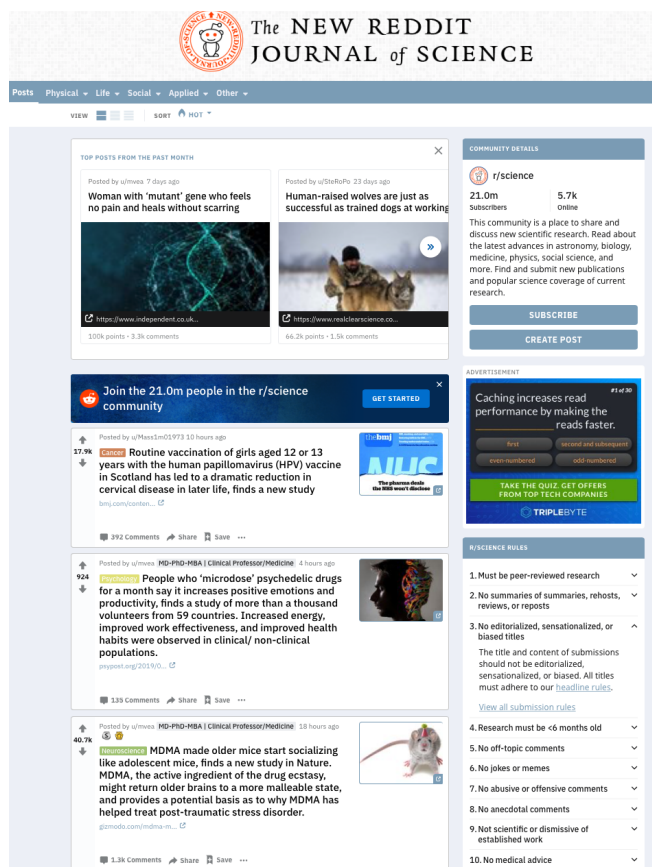 The NEW REDDIT
JOURNAL of SCIENCE
Posts Physical Life Social Applied Other
VIEW SORT HOT
TOP POSTS FROM THE PAST MONTH
Posted by u/mvea 7 days ago
Woman with ‘mutant’ gene who feels
no pain and heals without scarring
https://www.independent.co.uk...
100k points • 3.3k comments
Posted by u/SteRoPo 23 days ago
Human-raised wolves are just as
successful as trained dogs at working
https://www.realclearscience.co...
66.2k points • 1.5k comments
Join the 21.0m people in the r/science
community
GET STARTED
Posted by u/Mass1m01973 10 hours ago
17.9k
Cancer Routine vaccination of girls aged 12 or 13
years with the human papillomavirus (HPV) vaccine
in Scotland has led to a dramatic reduction in
cervical disease in later life, finds a new study
bmj.com/conten...
thebmj
The pharma deals
the NHS won't disclose
392 Comments Share Save ...
Posted by u/mvea MD-PhD-MBA | Clinical Professor/Medicine 4 hours ago
924
Psychology People who ‘microdose’ psychedelic drugs
for a month say it increases positive emotions and
productivity, finds a study of more than a thousand
volunteers from 59 countries. Increased energy,
improved work effectiveness, and improved health
habits were observed in clinical/ non-clinical
populations.
psypost.org/2019/0...
135 Comments Share Save ...
Posted by u/mvea MD-PhD-MBA | Clinical Professor/Medicine 18 hours ago
40.7k
Neuroscience MDMA made older mice start socializing
like adolescent mice, finds a new study in Nature.
MDMA, the active ingredient of the drug ecstasy,
might return older brains to a more malleable state,
and provides a potential basis as to why MDMA has
helped treat post-traumatic stress disorder.
gizmodo.com/mdma-m...
1.3k Comments Share Save ...
COMMUNITY DETAILS
r/science
21.0m 5.7k
Subscribers Online
This community is a place to share and
discuss new scientific research. Read about
the latest advances in astronomy, biology,
medicine, physics, social science, and
more. Find and submit new publications
and popular science coverage of current
research.
SUBSCRIBE
CREATE POST
ADVERTISEMENT
#1 of 30
Caching increases read
performance by making the
________ reads faster.
first second and subsequent
even-numbered odd-numbered
TAKE THE QUIZ. GET OFFERS
FROM TOP TECH COMPANIES
TRIPLEBYTE
R/SCIENCE RULES
1. Must be peer-reviewed research
2. No summaries of summaries, rehosts,
reviews, or reposts
3. No editorialized, sensationalized, or
biased titles
The title and content of submissions
should not be editorialized,
sensationalized, or biased. All titles
must adhere to our headline rules.
View all submission rules
4. Research must be <6 months old
5. No off-topic comments
6. No jokes or memes
7. No abusive or offensive comments
8. No anecdotal comments
9. Not scientific or dismissive of
established work
10. No medical advice